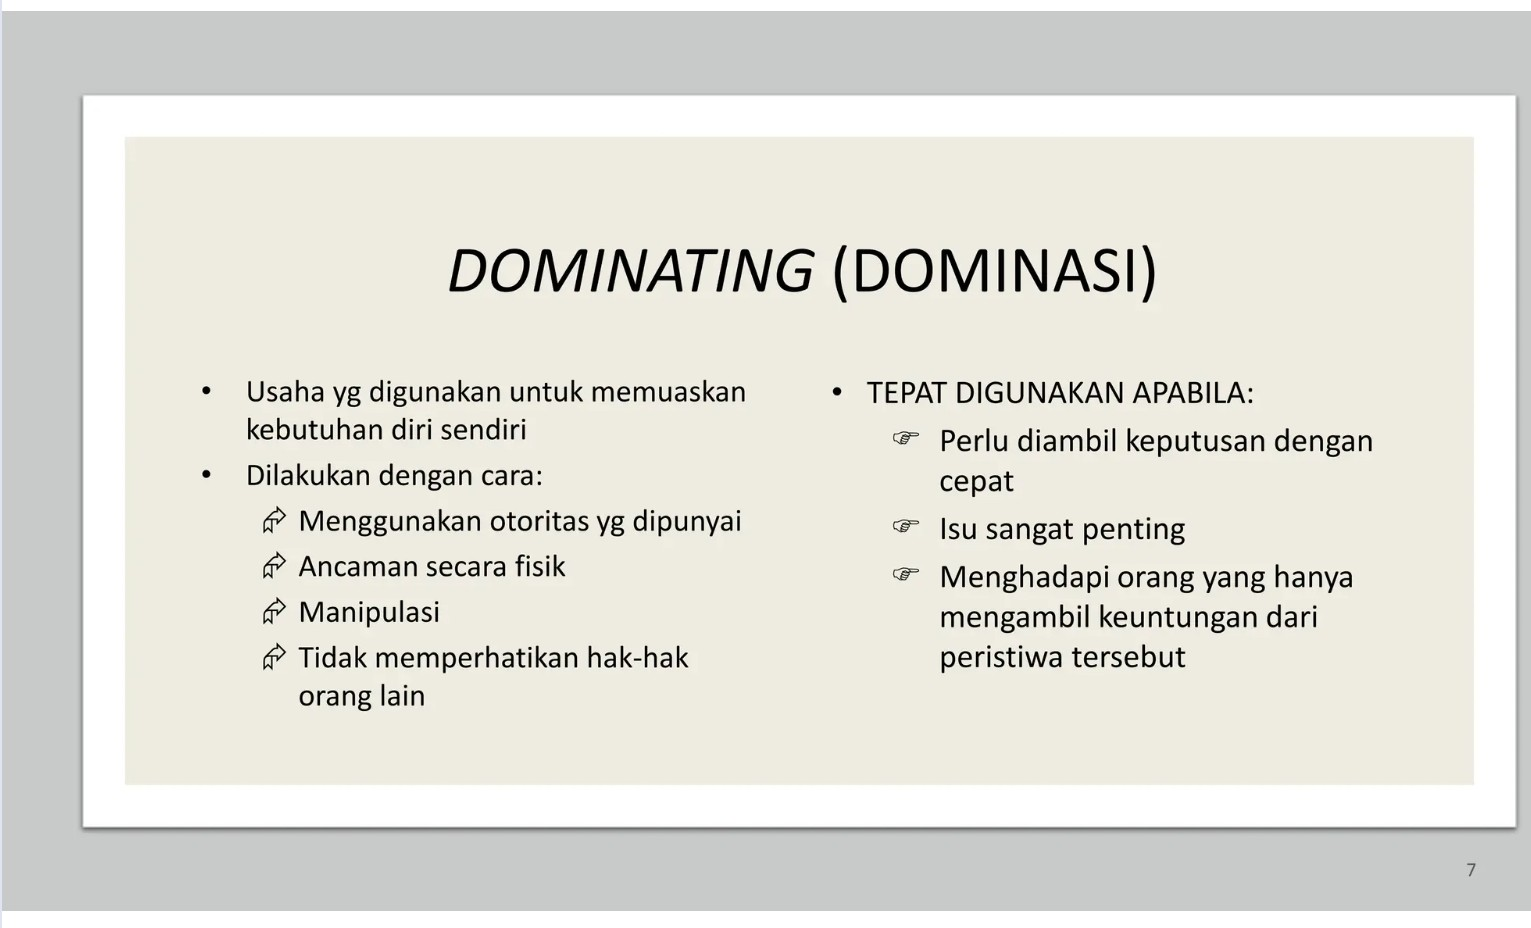 DOMINATING (DOMINASI)
• Usaha yg digunakan untuk memuaskan
kebutuhan diri sendiri
• Dilakukan dengan cara:
Menggunakan otoritas yg dipunyai
Ancaman secara fisik
Manipulasi
Tidak memperhatikan hak-hak
orang lain
• TEPAT DIGUNAKAN APABILA:
Perlu diambil keputusan dengan
cepat
Isu sangat penting
Menghadapi orang yang hanya
mengambil keuntungan dari
peristiwa tersebut
7